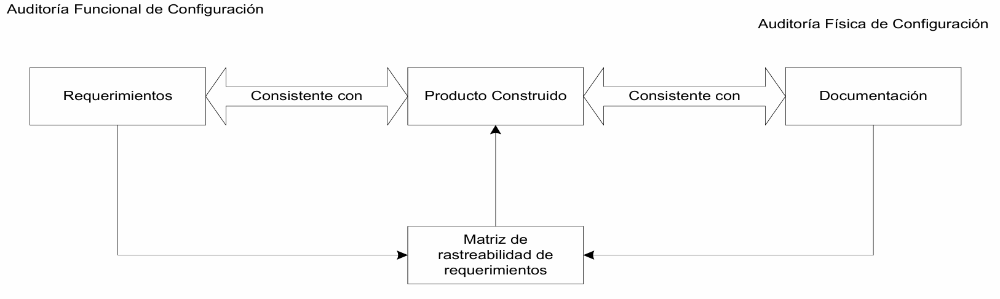 Auditoría Funcional de Configuración
Auditoría Física de Configuración
Requerimientos
Consistente con
Producto Construido
Consistente con
Documentación
Matriz de
rastreabilidad de
requerimientos